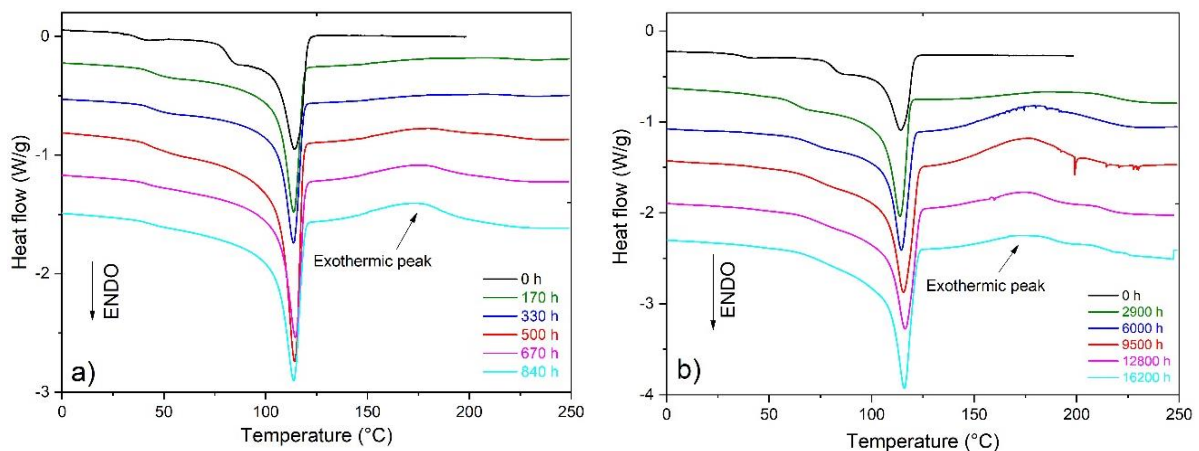 a)
0
-1
-2
-3
Heat flow (W/g)
ENDO
Exothermic peak
0 h
170 h
330 h
500 h
670 h
840 h
0 50 100 150 200 250
Temperature (°C)
b)
0
-1
-2
-3
-4
Heat flow (W/g)
ENDO
Exothermic peak
0 h
2900 h
6000 h
9500 h
12800 h
16200 h
0 50 100 150 200 250
Temperature (°C)